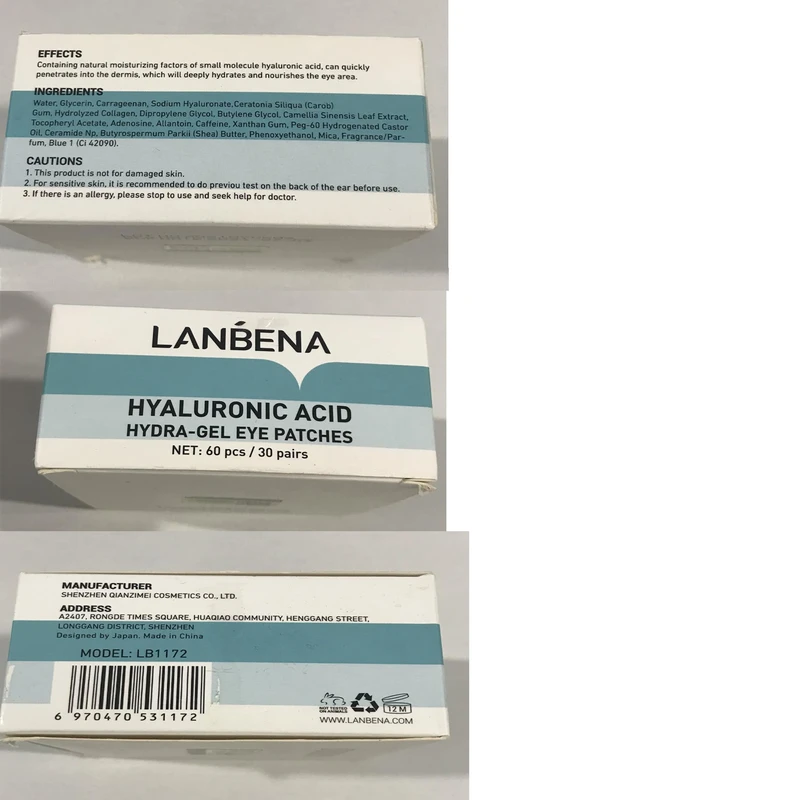 EFFECTS
Containing natural moisturizing factors of small molecule hyaluronic acid, can quickly
penetrates into the dermis, which will deeply hydrates and nourishes the eye area.
INGREDIENTS
Water, Glycerin, Carrageenan, Sodium Hyaluronate,Ceratonia Siliqua (Carob)
Gum, Hydrolyzed Collagen, Dipropylene Glycol, Butylene Glycol, Camellia Sinensis Leaf Extract,
Tocopheryl Acetate, Adenosine, Allantoin, Caffeine, Xanthan Gum, Peg-60 Hydrogenated Castor
Oil, Ceramide Np, Butyrospermum Parkii (Shea) Butter, Phenoxyethanol, Mica, Fragrance/Par-
fum, Blue 1 (Ci 42090).
CAUTIONS
1. This product is not for damaged skin.
2. For sensitive skin, it is recommended to do previou test on the back of the ear before use.
3. If there is an allergy, please stop to use and seek help for doctor.
LANBENA
HYALURONIC ACID
HYDRA-GEL EYE PATCHES
NET: 60 pcs / 30 pairs
MANUFACTURER
SHENZHEN QIANZIMEI COSMETICS CO., LTD.
ADDRESS
A2407, RONGDE TIMES SQUARE, HUAQIAO COMMUNITY, HENGGANG STREET,
LONGGANG DISTRICT, SHENZHEN
Designed by Japan. Made in China
MODEL: LB1172
6 970470 531172
NOT TESTED
ON ANIMALS
12 M
WWW.LANBENA.COM